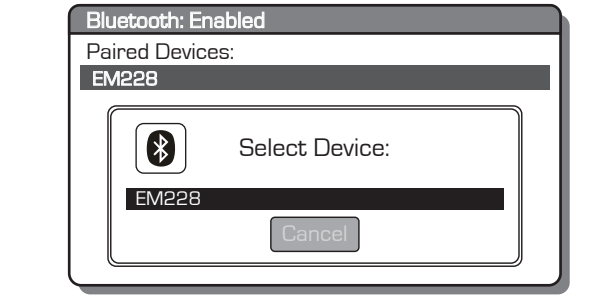 Bluetooth: Enabled
Paired Devices:
EM228
Select Device:
EM228
Cancel